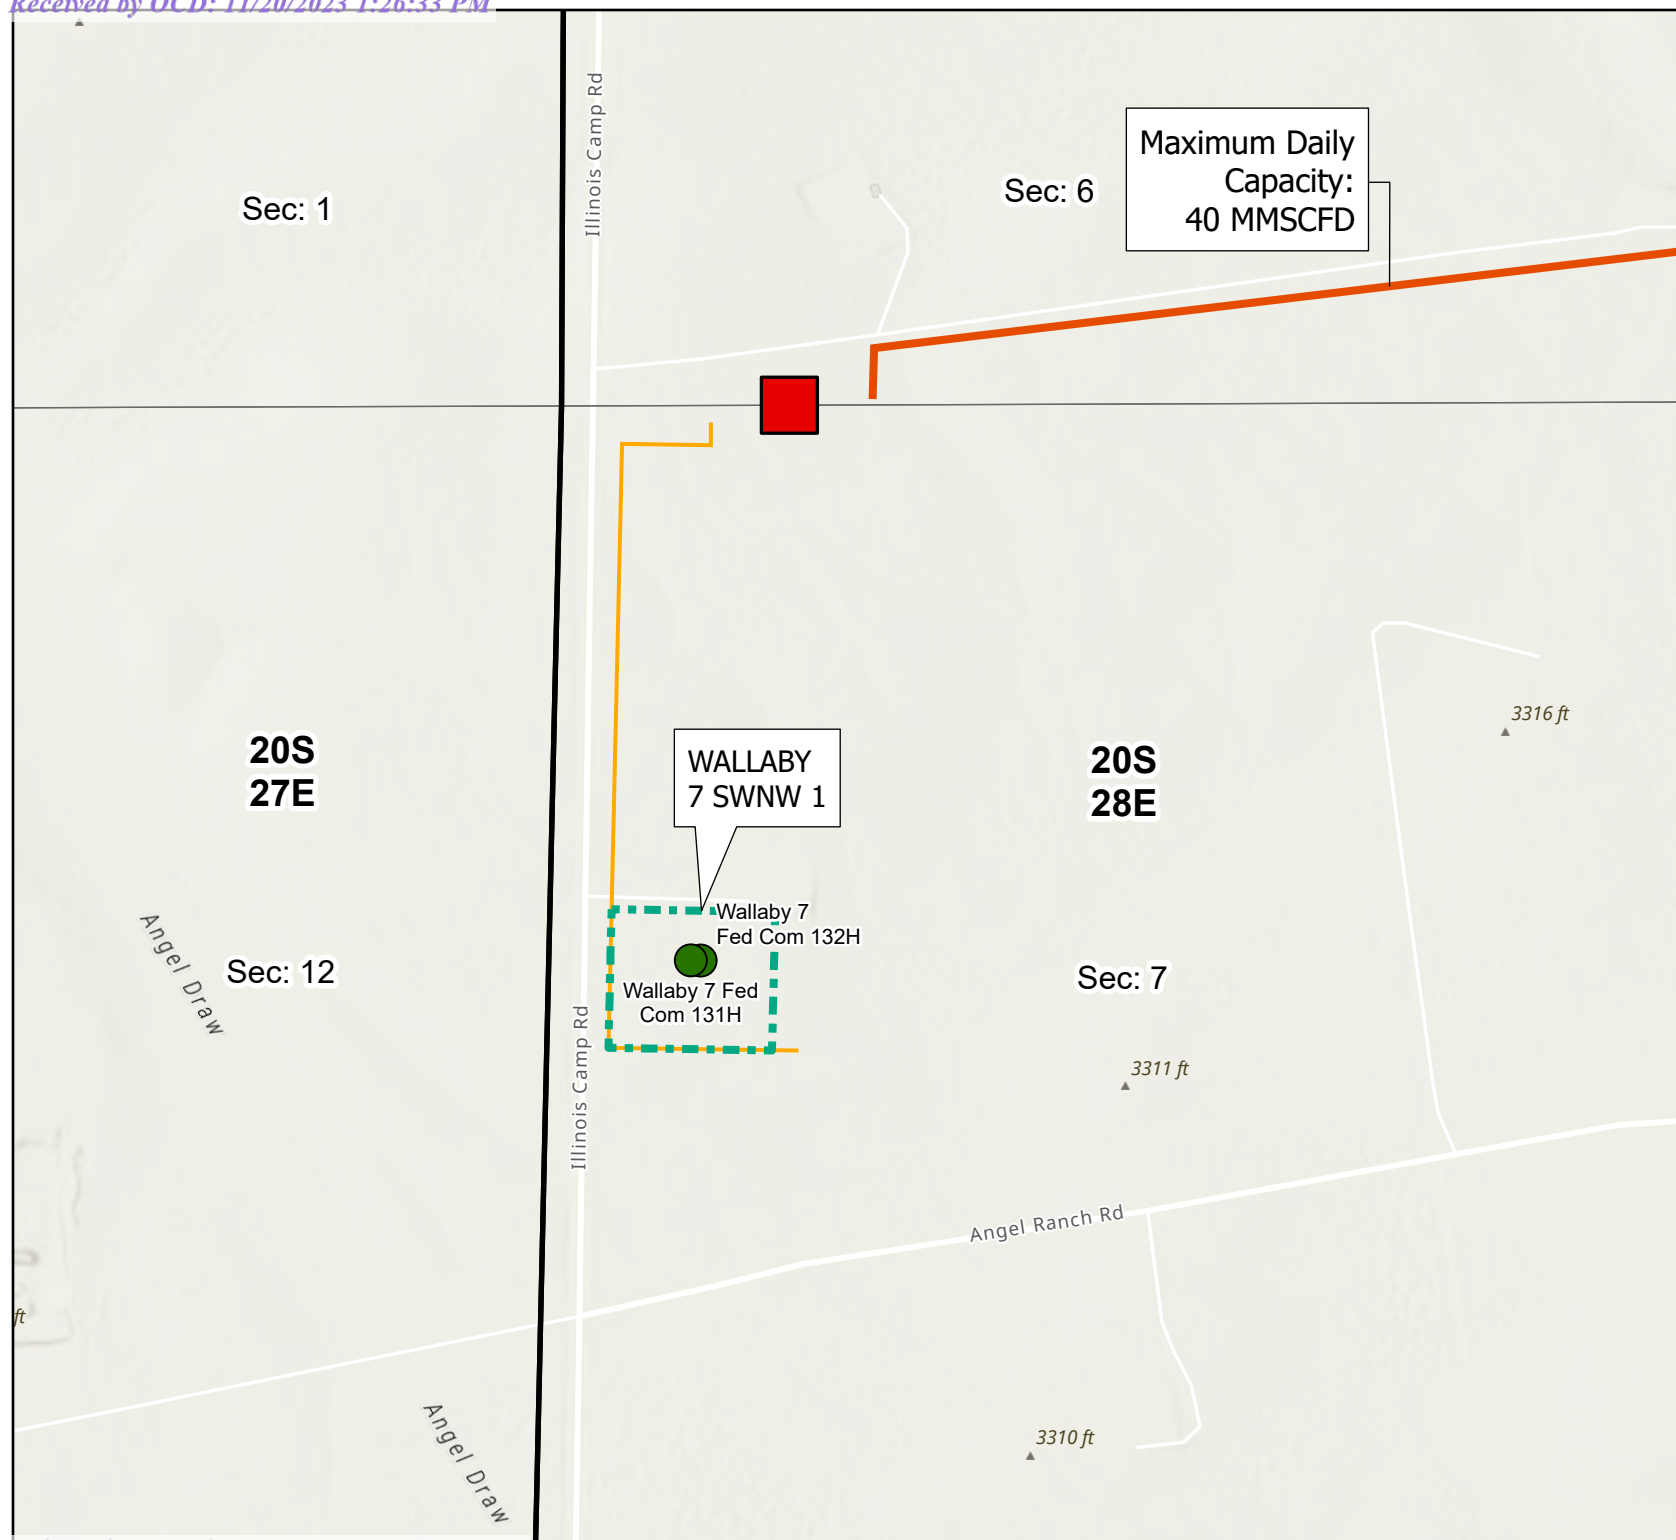 Received by OCD: 11/20/2023 1:26:33 PM
Illinois Camp Rd
Sec: 1
Sec: 6
Maximum Daily
Capacity:
40 MMSCFD
3316 ft
20S
27E
WALLABY
7 SWNW 1
20S
28E
Wallaby 7
Fed Com 132H
Angel Draw
Sec: 12
Sec: 7
Wallaby 7 Fed
Com 131H
Illinois Camp Rd
3311 ft
Angel Ranch Rd
ft
3310 ft
Angel Draw